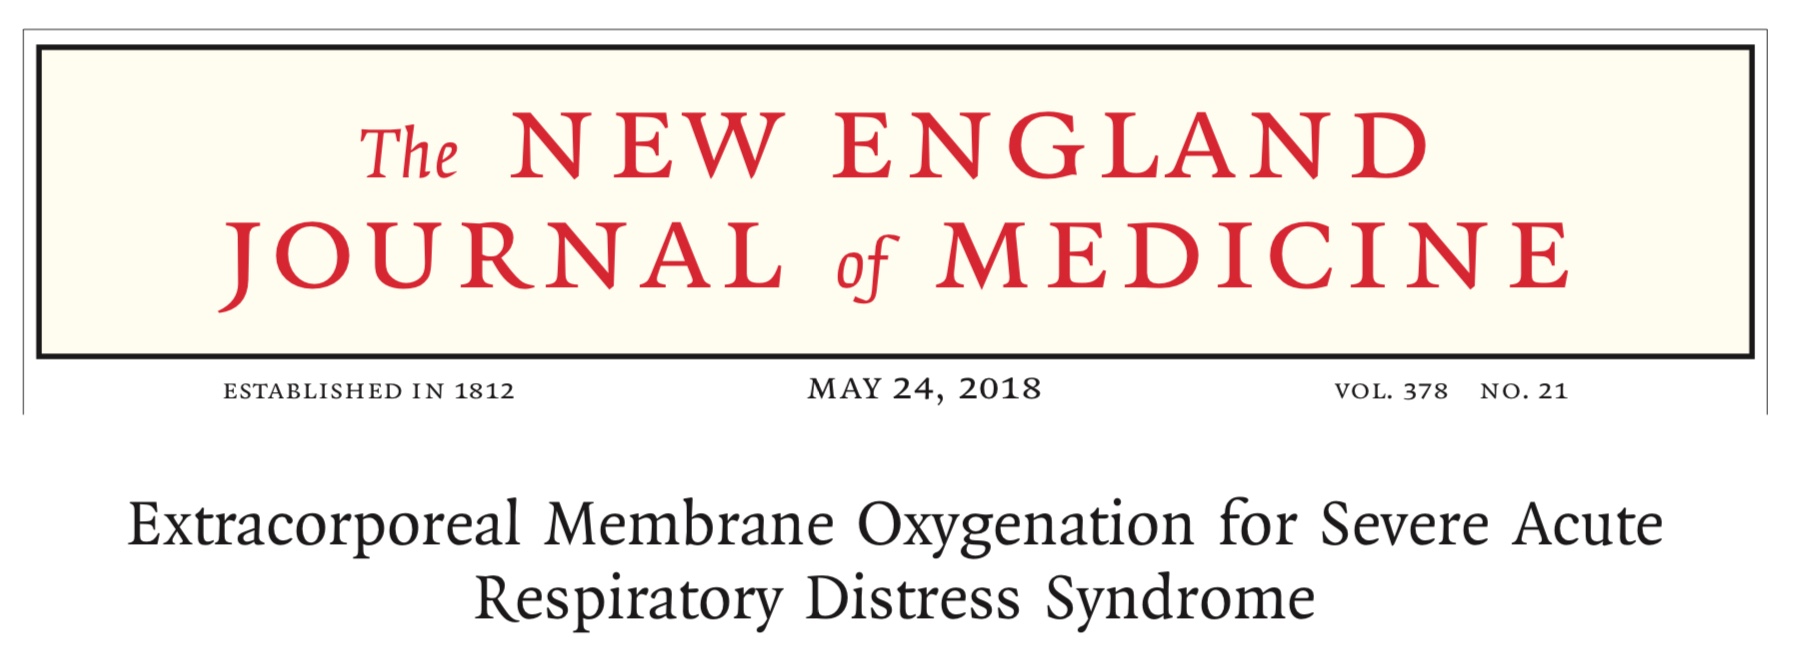 The NEW ENGLAND
JOURNAL of MEDICINE
ESTABLISHED IN 1812 MAY 24, 2018 VOL. 378 NO. 21
Extracorporeal Membrane Oxygenation for Severe Acute
Respiratory Distress Syndrome